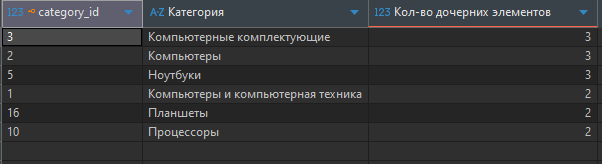 123 category_id A-Z Категория 123 Кол-во дочерних элементов
3 Компьютерные комплектующие 3
2 Компьютеры 3
5 Ноутбуки 3
1 Компьютеры и компьютерная техника 2
16 Планшеты 2
10 Процессоры 2